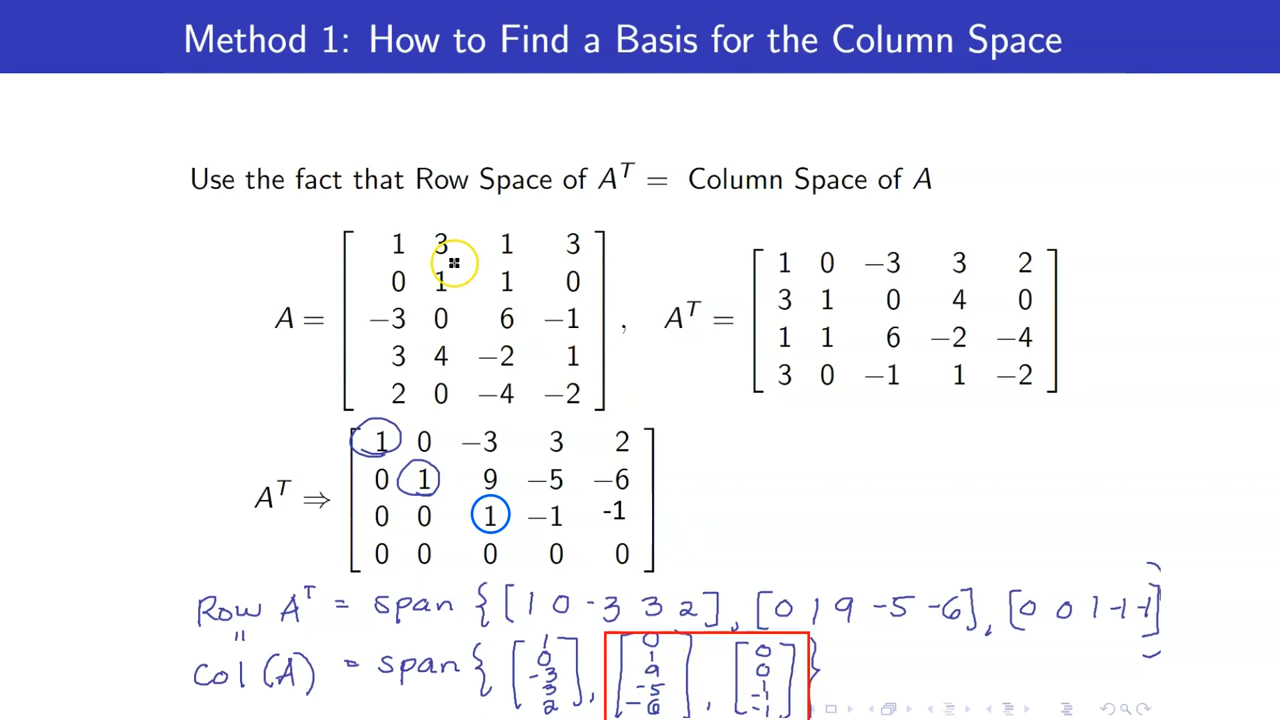 Method 1: How to Find a Basis for the Column Space
Use the fact that Row Space of A^T = Column Space of A
A = [ 1 3 1 3
0 1 1 0
−3 0 6 −1
3 4 −2 1
2 0 −4 −2 ] ,
A^T = [ 1 0 −3 3 2
3 1 0 4 0
1 1 6 −2 −4
3 0 −1 1 −2 ]
A^T ⇒ [ 1 0 −3 3 2
0 1 9 −5 −6
0 0 1 −1 -1
0 0 0 0 0 ]
Row A^T = span { [1 0 -3 3 2], [0 1 9 -5 -6], [0 0 1 -1 -1] }
=
Col (A) = span { [ 1 0 -3 3 2 ], [ 0 1 9 -5 -6 ], [ 0 0 1 -1 -1 ] }